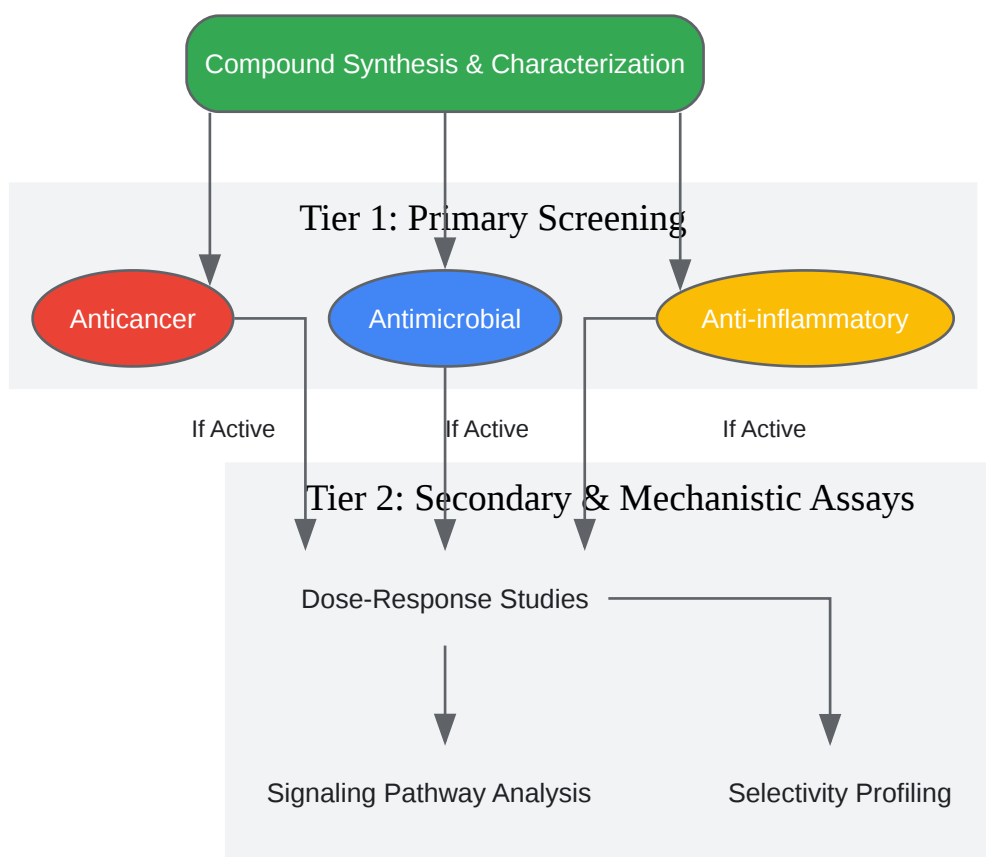 Compound Synthesis & Characterization
Tier 1: Primary Screening
Anticancer
Antimicrobial
Anti-inflammatory
If Active
If Active
If Active
Tier 2: Secondary & Mechanistic Assays
Dose-Response Studies
Signaling Pathway Analysis
Selectivity Profiling